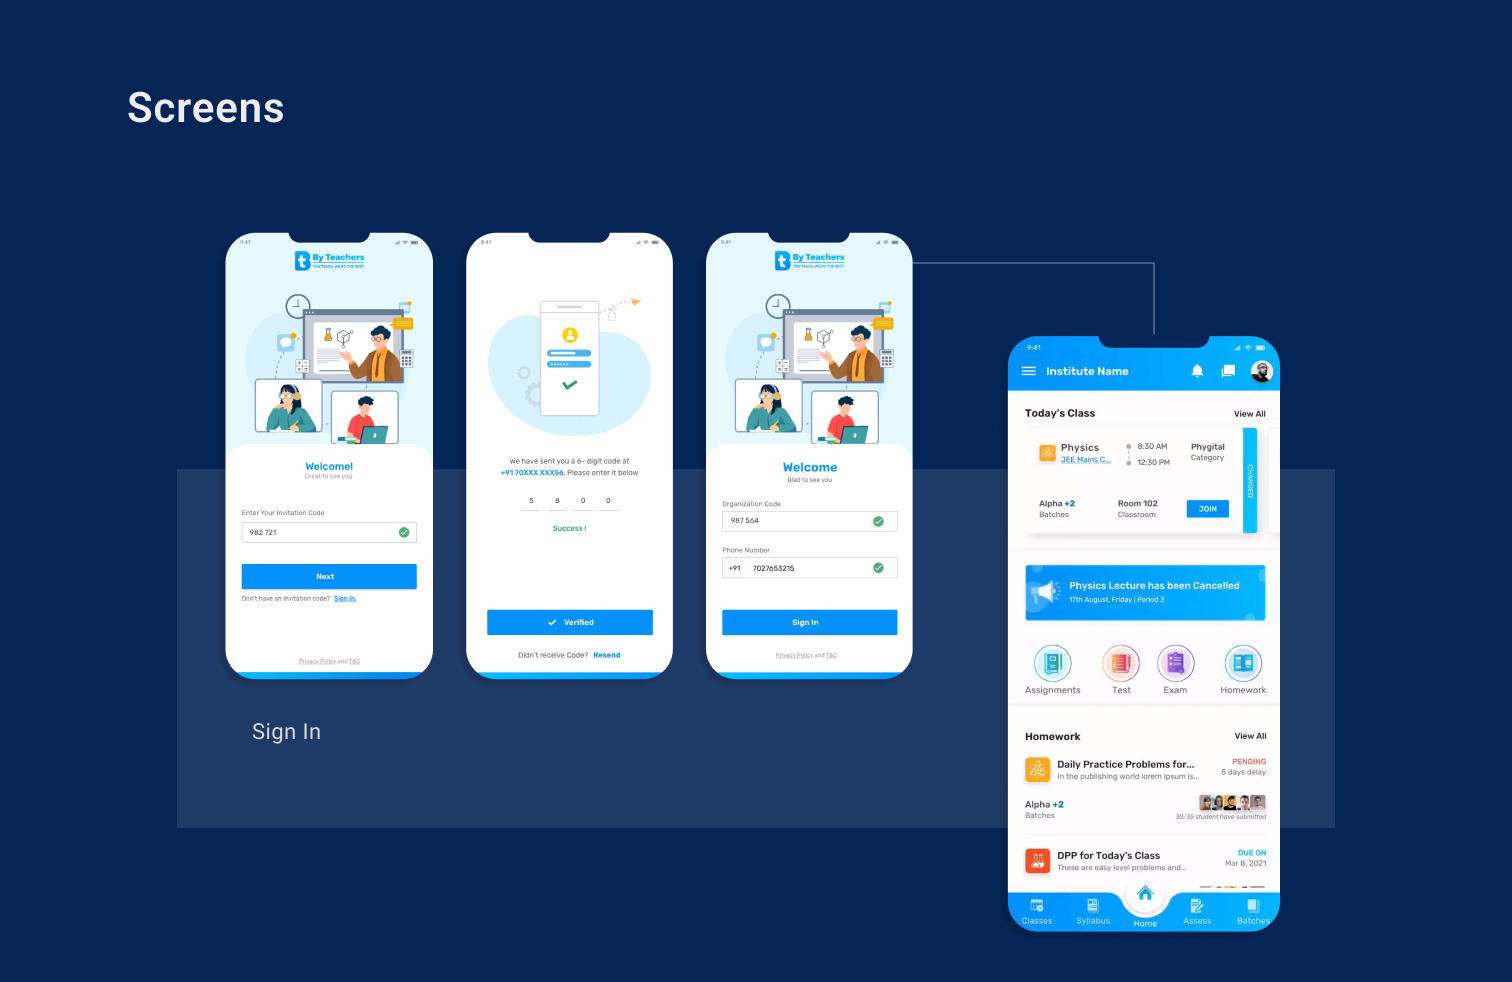 Screens
9:41
By Teachers
YOU TEACH, WE DO THE REST
Welcome!
Great to see you
Enter Your Invitation Code
982 721
Next
Don't have an invitation code? Sign In.
Privacy Policy and T&C
9:41
We have sent you a 6- digit code at
+91 70XXX XXX56. Please enter it below
5 8 0 0
Success !
Verified
Didn't receive Code? Resend
9:41
By Teachers
YOU TEACH, WE DO THE REST
Welcome
Glad to see you
Organization Code
987 564
Phone Number
+91 7027653215
Sign In
Privacy Policy and T&C
Sign In
9:41
Institute Name
Today's Class View All
Physics 8:30 AM Phygital
JEE Mains C... 12:30 PM Category
CHANGED
Alpha +2 Room 102 JOIN
Batches Classroom
Physics Lecture has been Cancelled
17th August, Friday | Period 3
Assignments Test Exam Homework
Homework View All
Daily Practice Problems for... PENDING
In the publishing world lorem ipsum is... 5 days delay
Alpha +2
Batches 30/35 student have submitted
DPP for Today's Class DUE ON
These are easy level problems and... Mar 8, 2021
Classes Syllabus Home Assess Batches